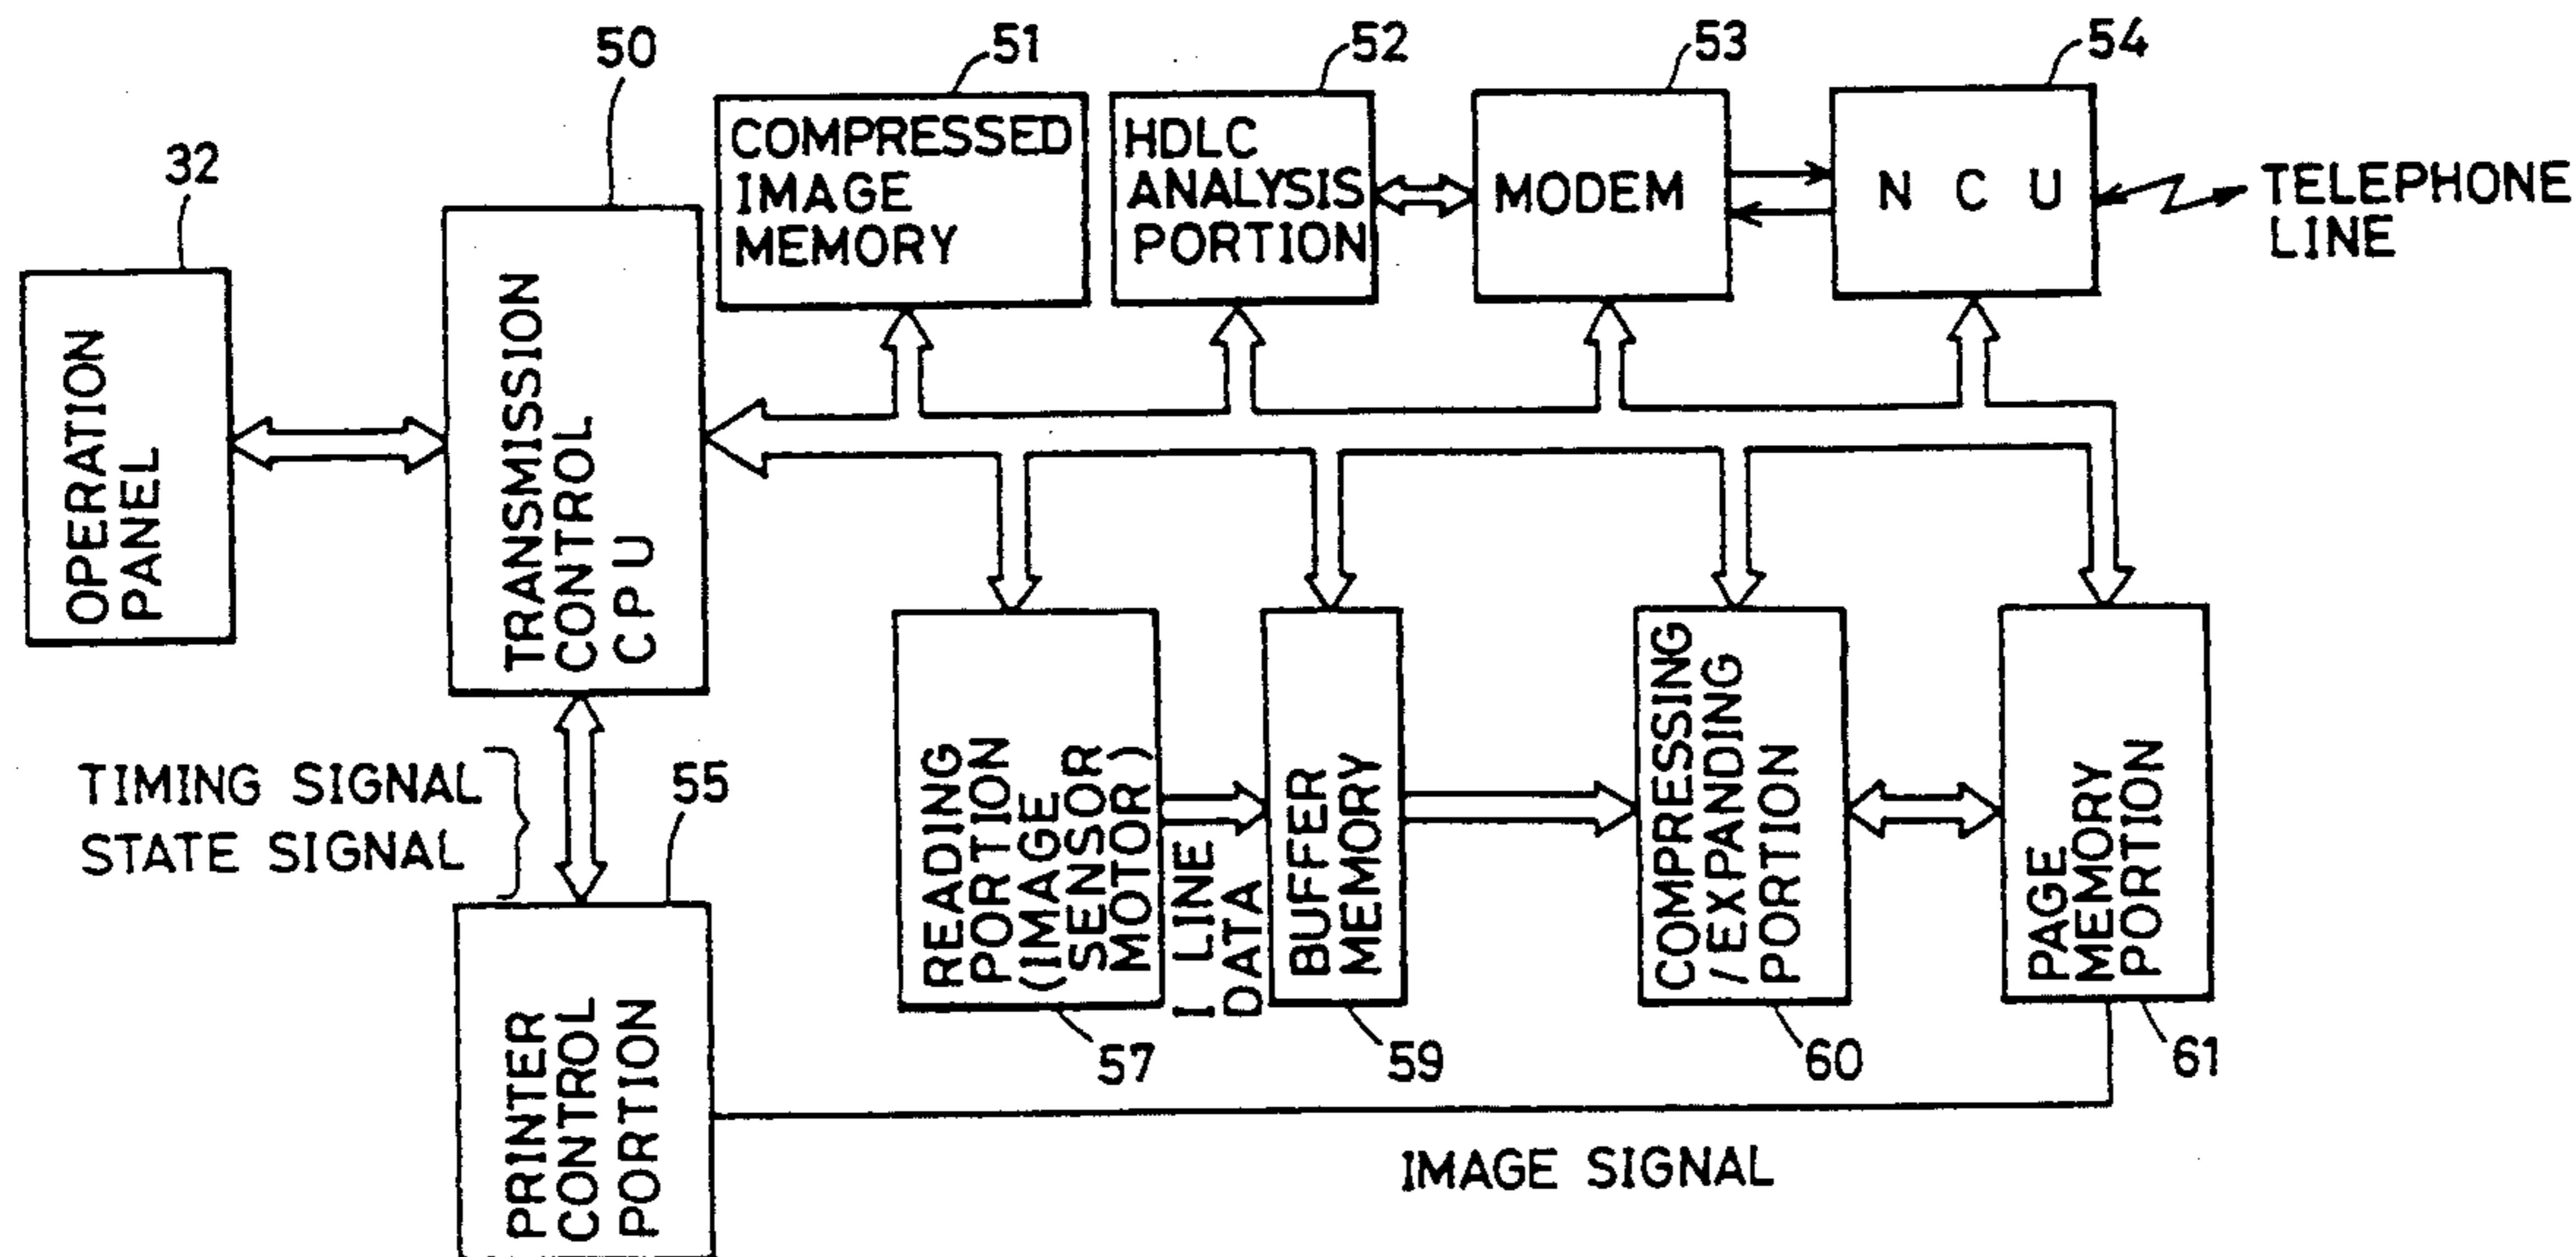 50
51
52
53
54
32
COMPRESSED
IMAGE
MEMORY
HDLC
ANALYSIS
PORTION
MODEM
N C U
TELEPHONE
LINE
OPERATION
PANEL
TRANSMISSION
CONTROL
CPU
TIMING SIGNAL
STATE SIGNAL
55
READING
PORTION
(IMAGE
SENSOR
MOTOR)
1 LINE
DATA
BUFFER
MEMORY
COMPRESSING
/EXPANDING
PORTION
PAGE
MEMORY
PORTION
57
59
60
61
PRINTER
CONTROL
PORTION
IMAGE SIGNAL